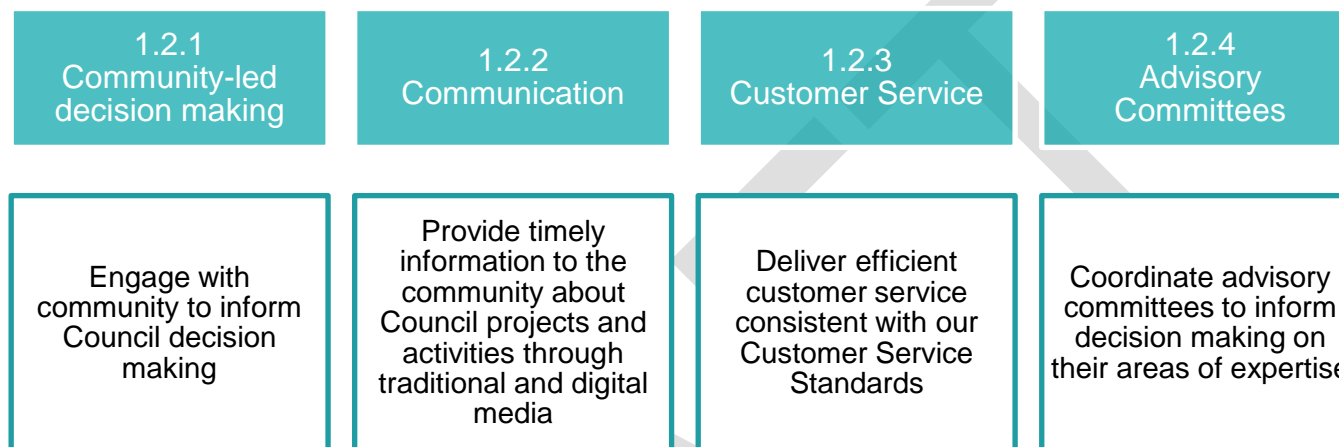 1.2.1
Community-led
decision making
1.2.2
Communication
1.2.3
Customer Service
1.2.4
Advisory
Committees
Engage with
community to inform
Council decision
making
Provide timely
information to the
community about
Council projects and
activities through
traditional and digital
media
Deliver efficient
customer service
consistent with our
Customer Service
Standards
Coordinate advisory
committees to inform
decision making on
their areas of expertise